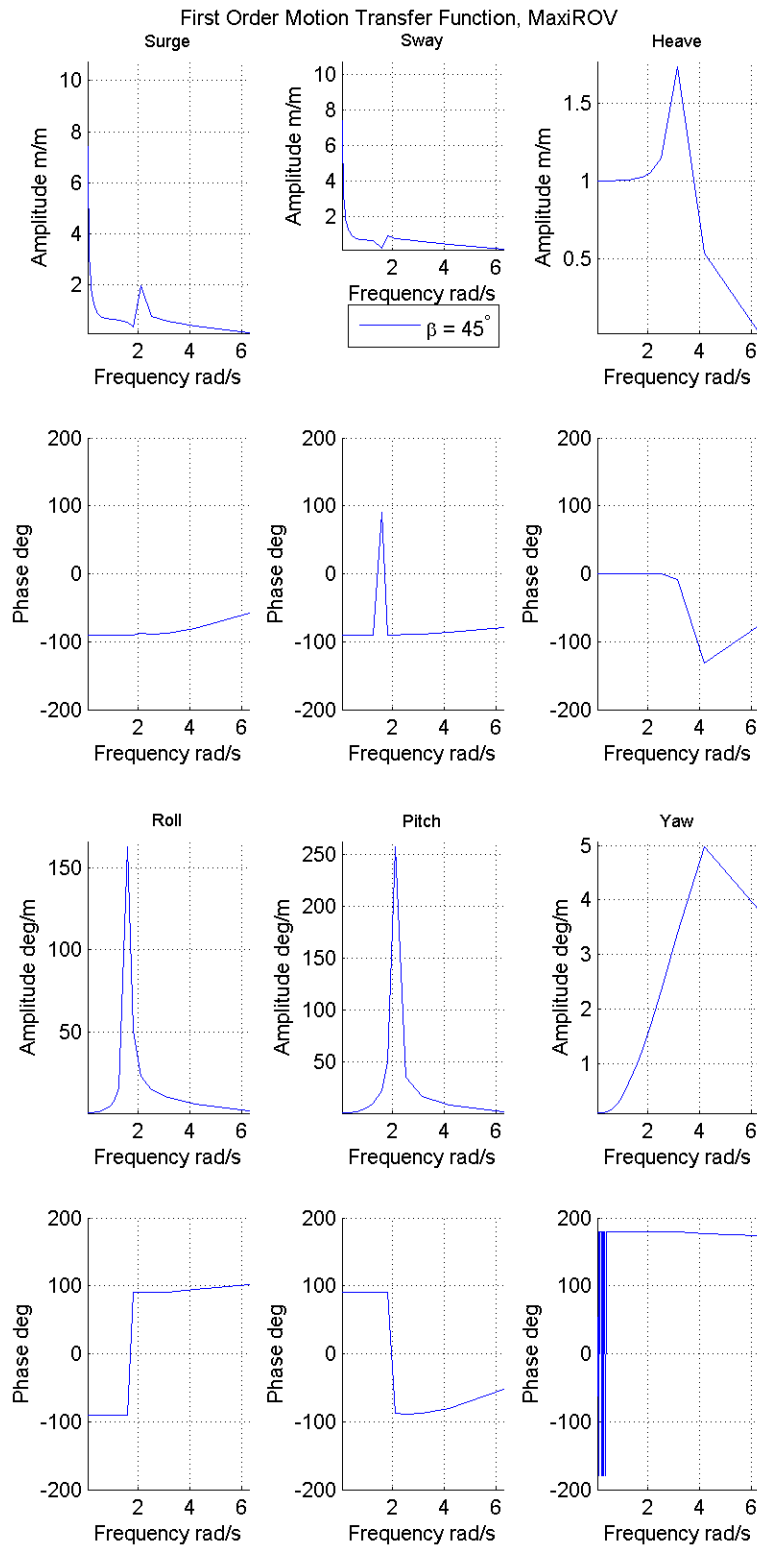 First Order Motion Transfer Function, MaxiROV
Surge
Sway
Heave
10
8
6
4
2
Amplitude m/m
2
4
6
Frequency rad/s
10
8
6
4
2
Amplitude m/m
2
4
6
Frequency rad/s
β = 45°
1.5
1
0.5
Amplitude m/m
2
4
6
Frequency rad/s
200
100
0
-100
-200
Phase deg
2
4
6
Frequency rad/s
200
100
0
-100
-200
Phase deg
2
4
6
Frequency rad/s
200
100
0
-100
-200
Phase deg
2
4
6
Frequency rad/s
Roll
Pitch
Yaw
150
100
50
Amplitude deg/m
2
4
6
Frequency rad/s
250
200
150
100
50
Amplitude deg/m
2
4
6
Frequency rad/s
5
4
3
2
1
Amplitude deg/m
2
4
6
Frequency rad/s
200
100
0
-100
-200
Phase deg
2
4
6
Frequency rad/s
200
100
0
-100
-200
Phase deg
2
4
6
Frequency rad/s
200
100
0
-100
-200
Phase deg
2
4
6
Frequency rad/s